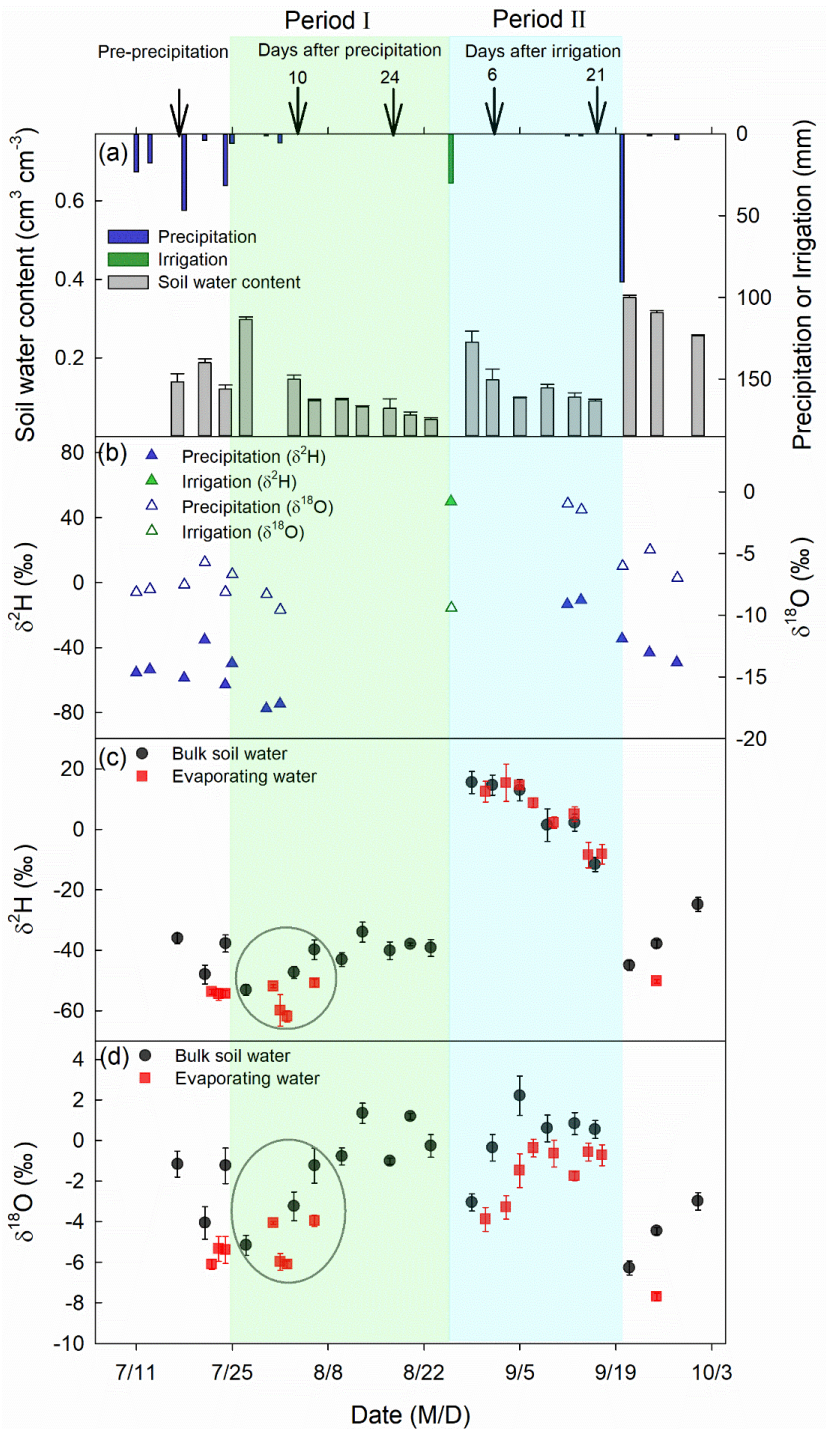 Period I
Period II
Pre-precipitation
Days after precipitation
Days after irrigation
10
24
6
21
(a)
Soil water content (cm³ cm⁻³)
0.6
0.4
0.2
Precipitation
Irrigation
Soil water content
0
50
100
150
Precipitation or Irrigation (mm)
(b)
Precipitation (δ²H)
Irrigation (δ²H)
Precipitation (δ¹⁸O)
Irrigation (δ¹⁸O)
δ²H (‰)
80
40
0
-40
-80
0
-5
-10
-15
-20
δ¹⁸O (‰)
(c)
Bulk soil water
Evaporating water
δ²H (‰)
20
0
-20
-40
-60
(d)
Bulk soil water
Evaporating water
δ¹⁸O (‰)
4
2
0
-2
-4
-6
-8
-10
7/11 7/25 8/8 8/22 9/5 9/19 10/3
Date (M/D)